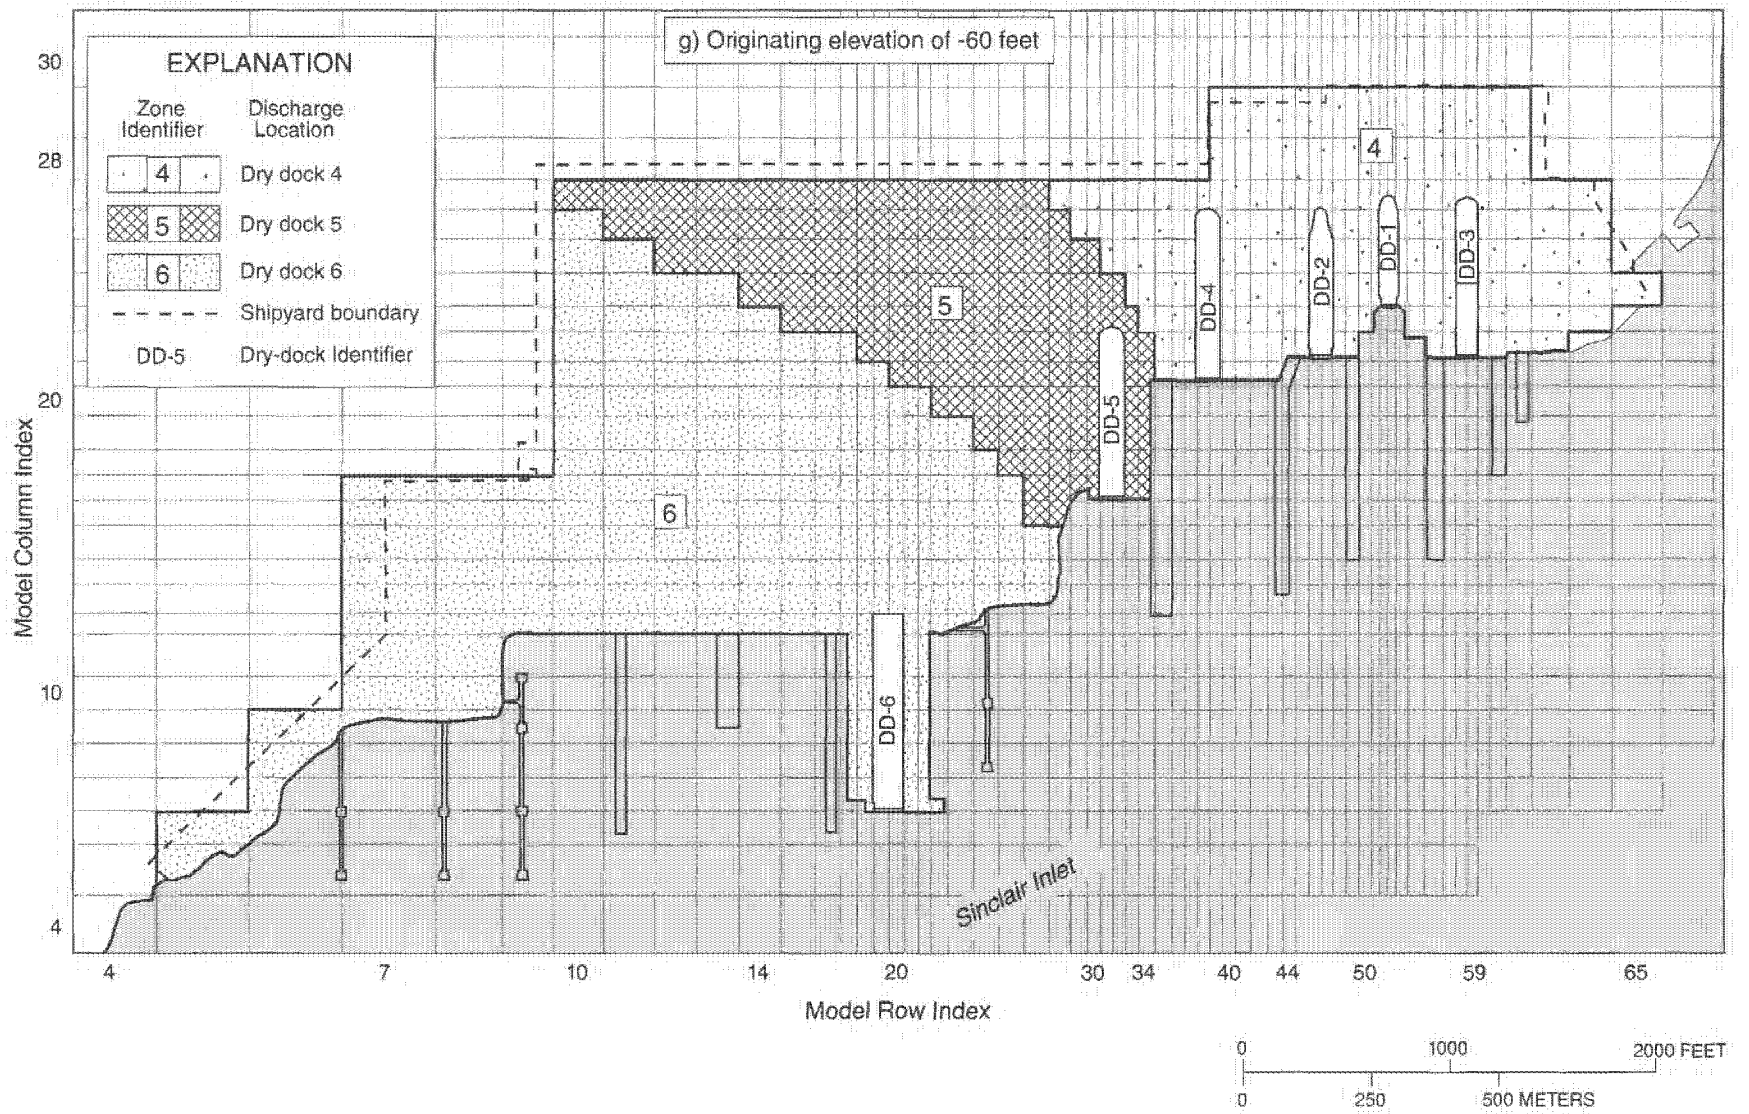 g) Originating elevation of -60 feet
EXPLANATION
Zone Identifier
Discharge Location
4 Dry dock 4
5 Dry dock 5
6 Dry dock 6
Shipyard boundary
DD-5 Dry-dock Identifier
30
28
20
10
4
Model Column Index
4
5
6
DD-4
DD-2
DD-1
DD-3
DD-5
DD-6
Sinclair Inlet
4 7 10 14 20 30 34 40 44 50 59 65
Model Row Index
0 1000 2000 FEET
0 250 500 METERS